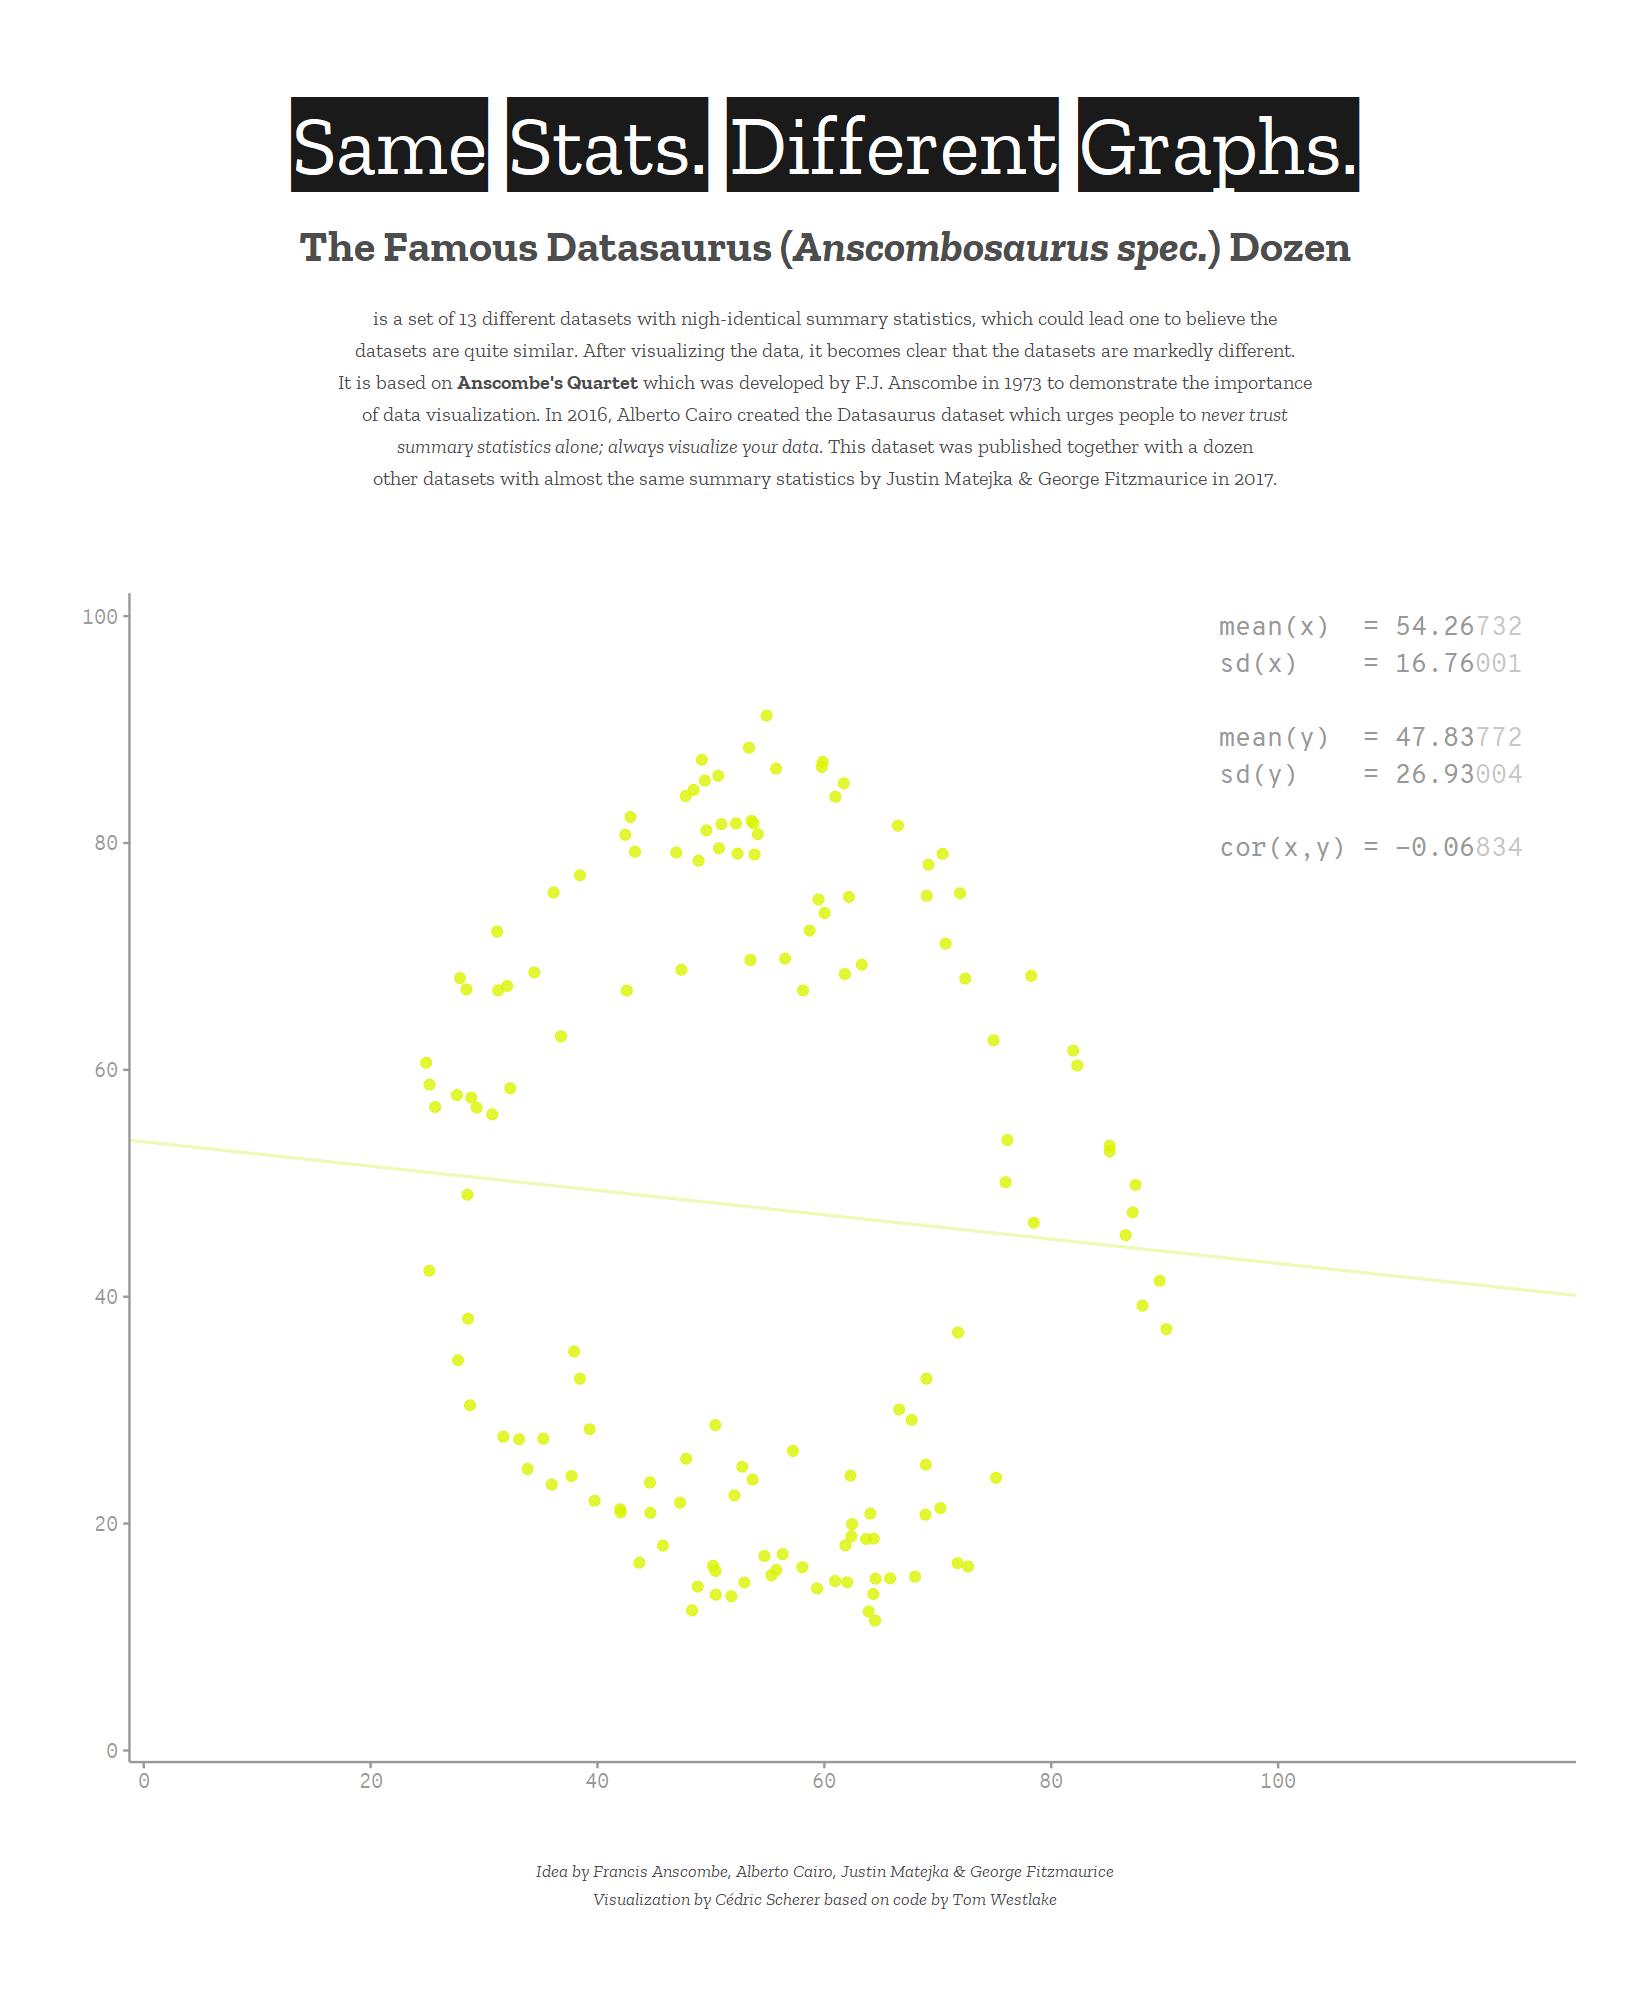 Same Stats. Different Graphs.
The Famous Datasaurus (Anscombosaurus spec.) Dozen
is a set of 13 different datasets with nigh-identical summary statistics, which could lead one to believe the
datasets are quite similar. After visualizing the data, it becomes clear that the datasets are markedly different.
It is based on Anscombe's Quartet which was developed by F.J. Anscombe in 1973 to demonstrate the importance
of data visualization. In 2016, Alberto Cairo created the Datasaurus dataset which urges people to never trust
summary statistics alone; always visualize your data. This dataset was published together with a dozen
other datasets with almost the same summary statistics by Justin Matejka & George Fitzmaurice in 2017.
mean(x) = 54.26732
sd(x) = 16.76001
mean(y) = 47.83772
sd(y) = 26.93004
cor(x,y) = −0.06834
100
80
60
40
20
0
0 20 40 60 80 100
Idea by Francis Anscombe, Alberto Cairo, Justin Matejka & George Fitzmaurice
Visualization by Cédric Scherer based on code by Tom Westlake